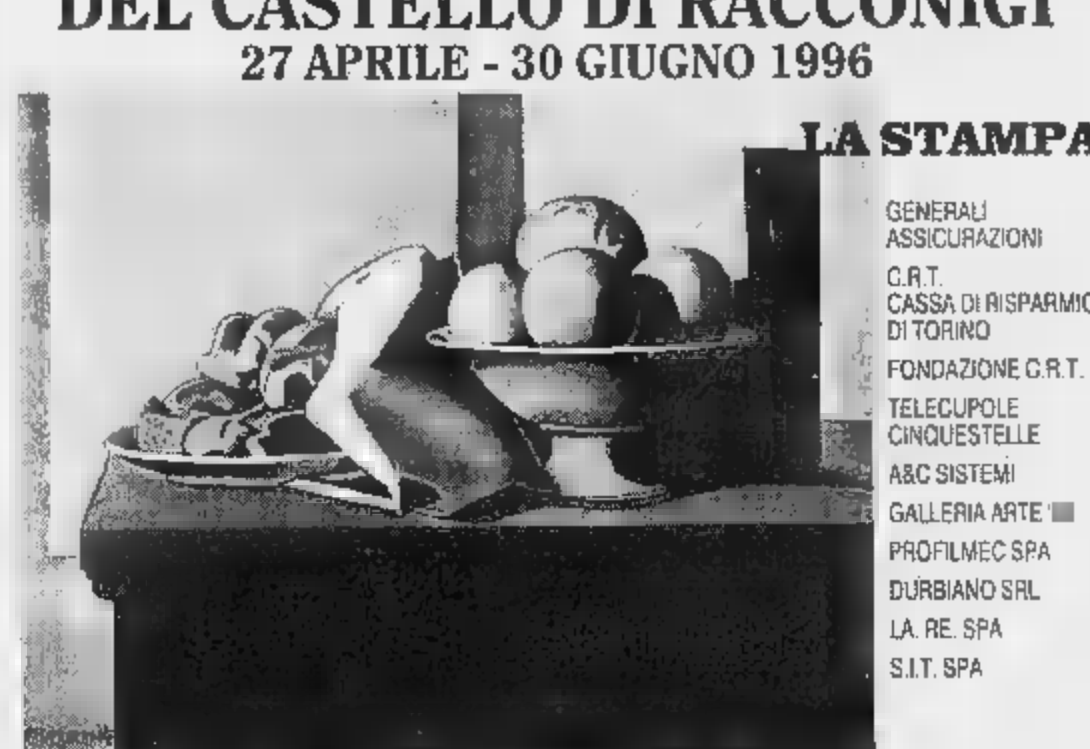 DEL CASTELLO DI RACCONIGI
27 APRILE - 30 GIUGNO 1996
LA STAMPA
GENERALI
ASSICURAZIONI
C.R.T.
CASSA DI RISPARMIO
DI TORINO
FONDAZIONE C.R.T.
TELECUPOLE
CINQUESTELLE
A&C SISTEMI
GALLERIA ARTE
PROFILMEC SPA
DURBIANO SRL
LA. RE. SPA
S.I.T. SPA